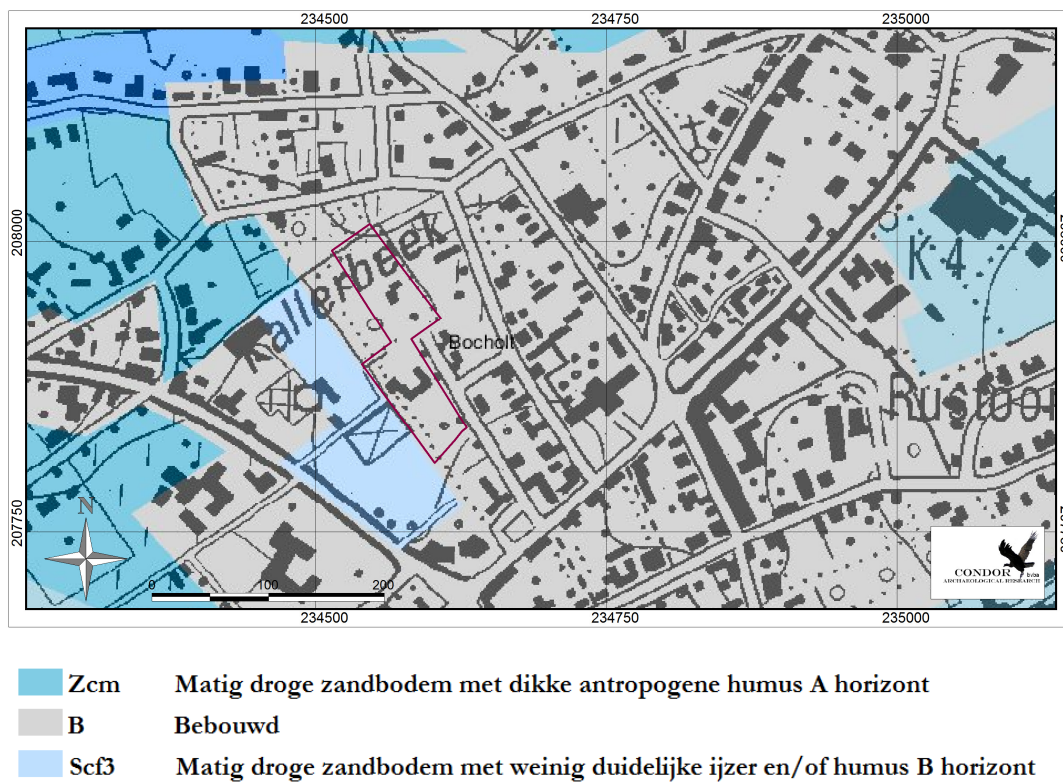 234500 234750 235000
208000
Kallerbeek
K 4
Bocholt
Rustoor
207750
N
0 100 200
CONDOR bvba
ARCHAEOLOGICAL RESEARCH
234500 234750 235000
Zcm Matig droge zandbodem met dikke antropogene humus A horizont
B Bebouwd
Scf3 Matig droge zandbodem met weinig duidelijke ijzer en/of humus B horizont